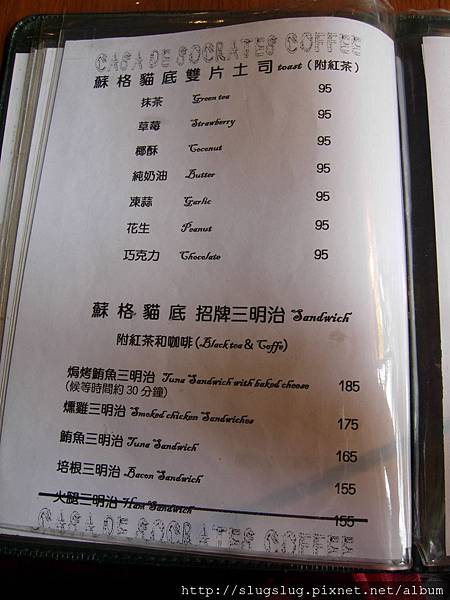 CASA DE SOCRATES COFFEE
蘇格貓底雙片土司 toast (附紅茶)
抹茶 Green tea 95
草莓 Strawberry 95
椰酥 Coconut 95
純奶油 Butter 95
凍蒜 Garlic 95
花生 Peanut 95
巧克力 Chocolate 95
蘇格貓底 招牌三明治 Sandwich
附紅茶和咖啡 (Black tea & Coffe)
焗烤鮪魚三明治 Tuna Sandwich with baked cheese 185
(候等時間約30分鐘)
燻雞三明治 Smoked chicken Sandwiches 175
鮪魚三明治 Tuna Sandwich 165
培根三明治 Bacon Sandwich 155
火腿三明治 Ham Sandwich 155
CASA DE SOCRATES COFFEE
http://slugslug.pixnet.net/album